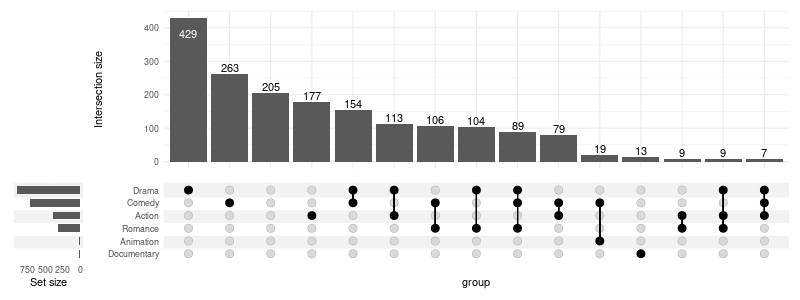 Intersection size
400
300
200
100
0
429
263
205
177
154
113
106
104
89
79
19
13
9
9
7
Drama
Comedy
Action
Romance
Animation
Documentary
750 500 250 0
Set size
group